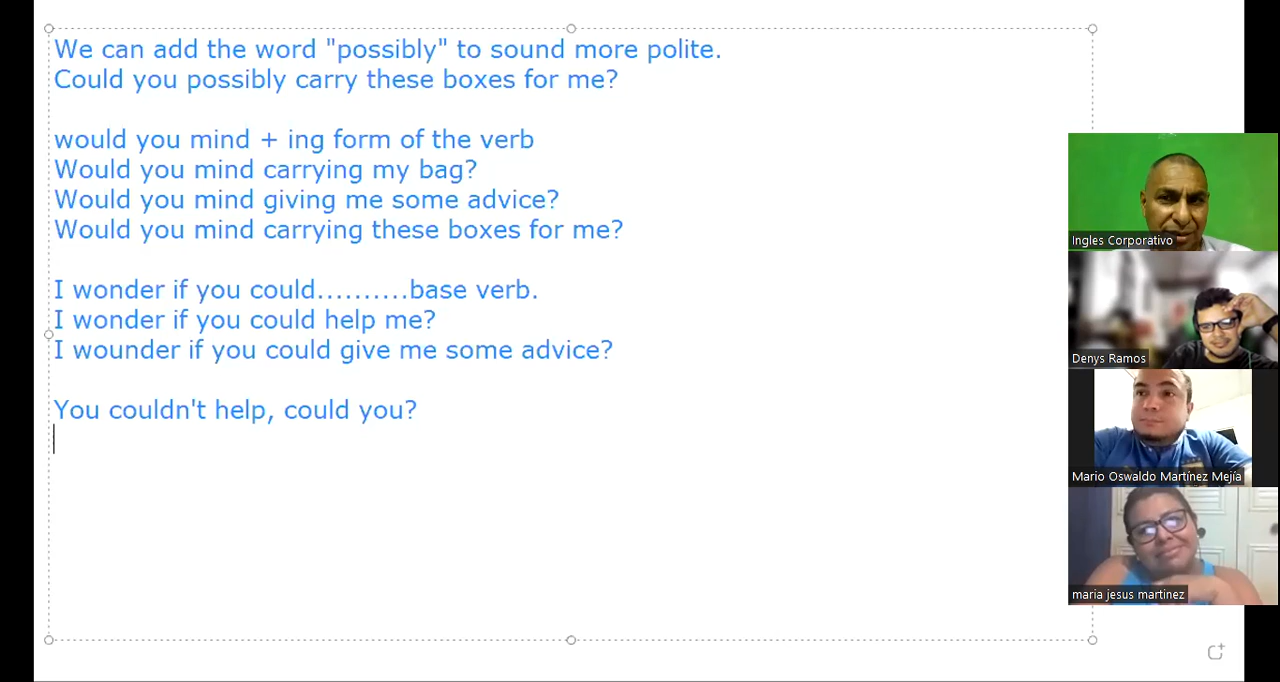 We can add the word "possibly" to sound more polite.
Could you possibly carry these boxes for me?
would you mind + ing form of the verb
Would you mind carrying my bag?
Would you mind giving me some advice?
Would you mind carrying these boxes for me?
I wonder if you could..........base verb.
I wonder if you could help me?
I wounder if you could give me some advice?
You couldn't help, could you?
Ingles Corporativo
Denys Ramos
Mario Oswaldo Martínez Mejía
maria jesus martinez